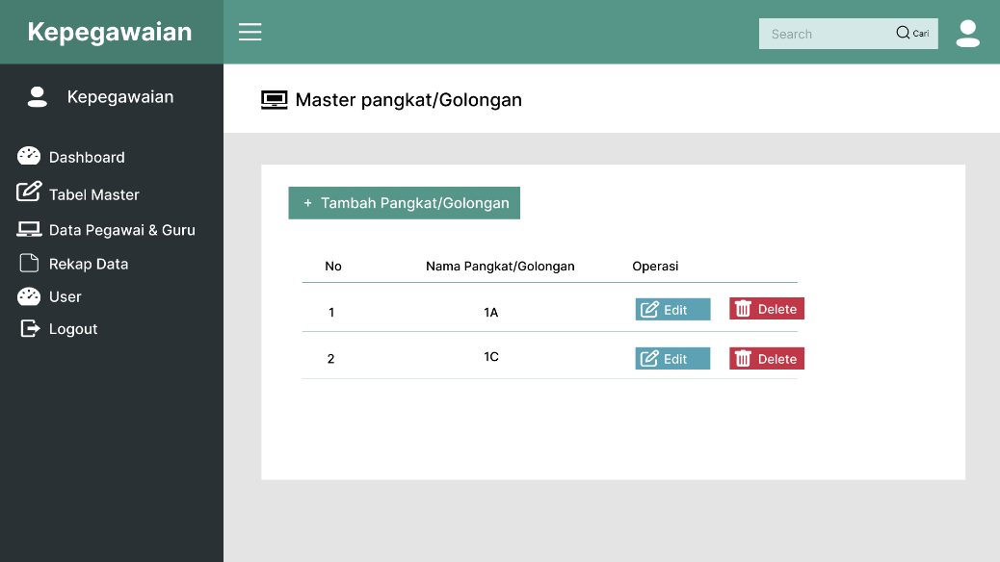 Kepegawaian
Search
Cari
Kepegawaian
Master pangkat/Golongan
Dashboard
Tabel Master
Data Pegawai & Guru
Rekap Data
User
Logout
+ Tambah Pangkat/Golongan
No Nama Pangkat/Golongan Operasi
1 1A Edit Delete
2 1C Edit Delete